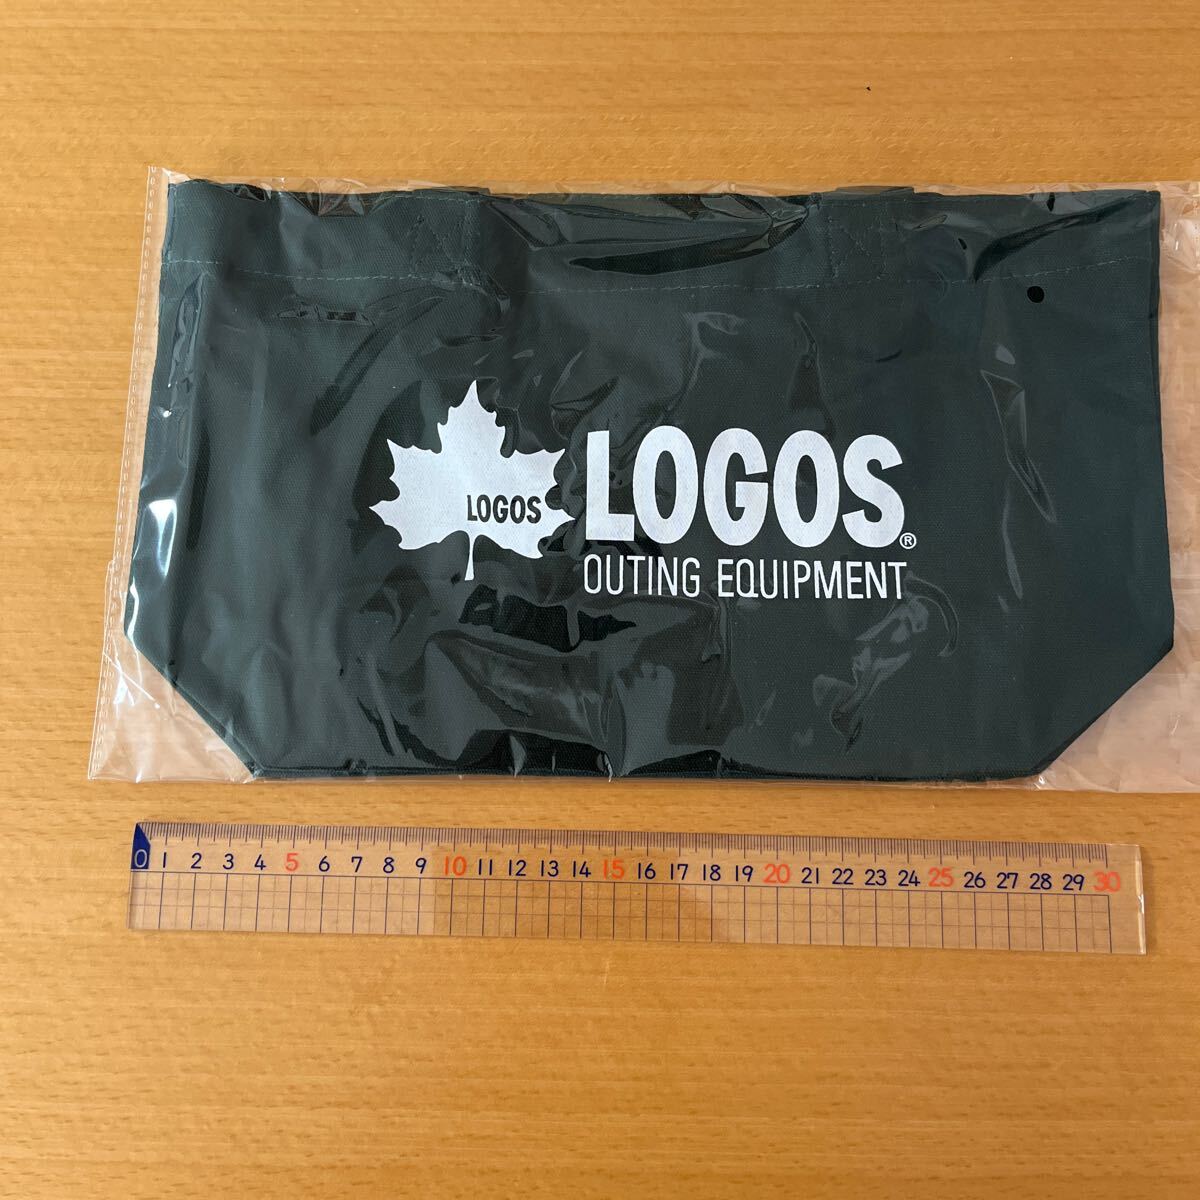 LOGOS
LOGOS®
OUTING EQUIPMENT
0 1 2 3 4 5 6 7 8 9 10 11 12 13 14 15 16 17 18 19 20 21 22 23 24 25 26 27 28 29 30